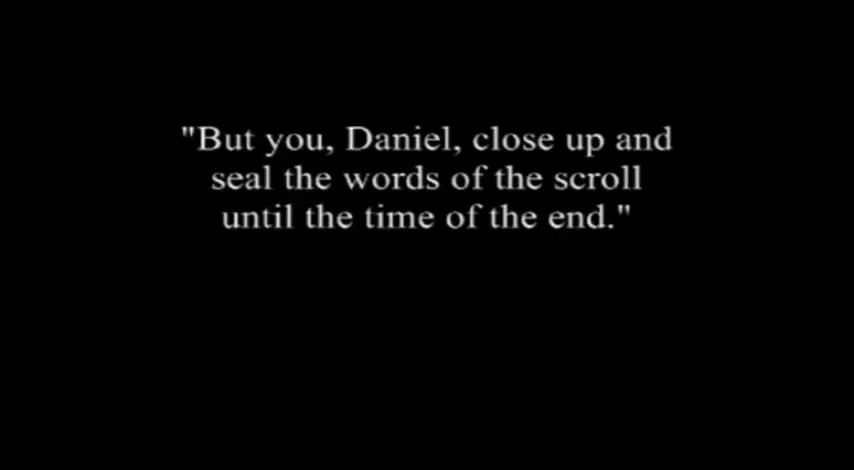 "But you, Daniel, close up and
seal the words of the scroll
until the time of the end."